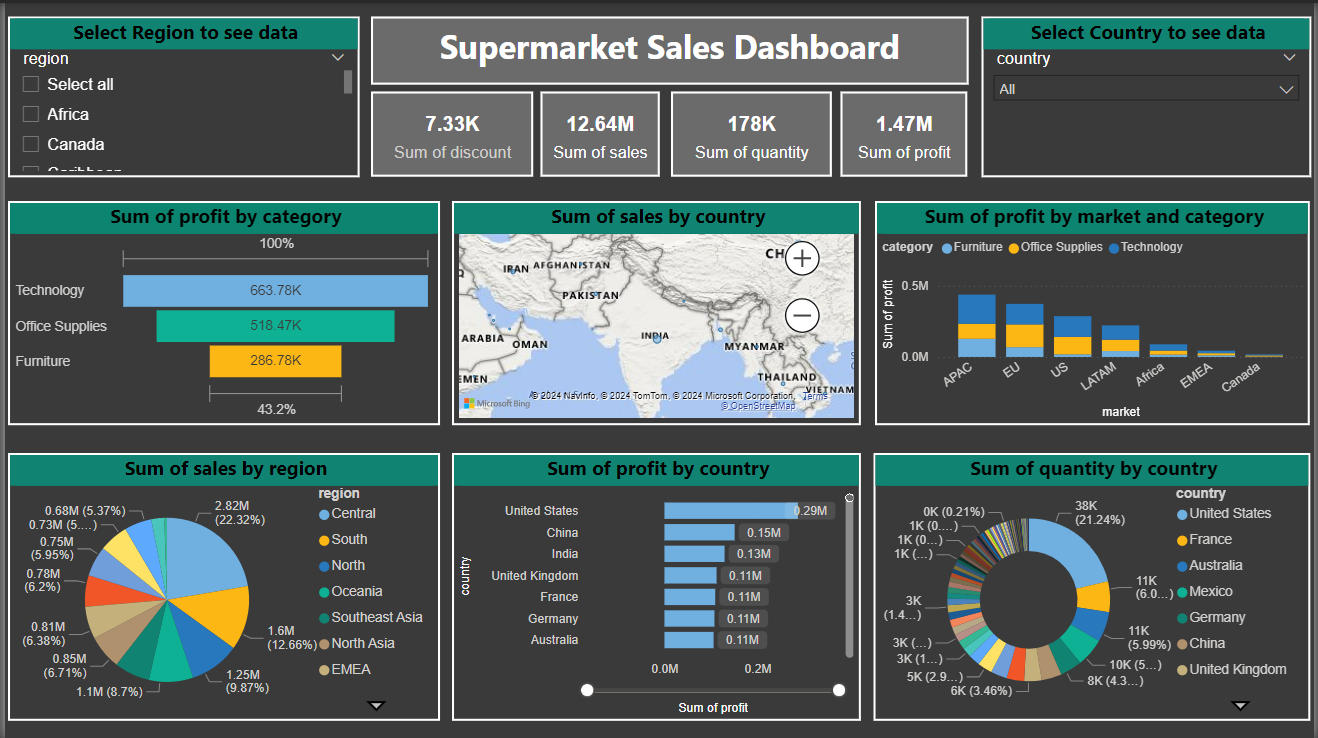 Select Region to see data
region
Select all
Africa
Canada
Supermarket Sales Dashboard
7.33K
Sum of discount
12.64M
Sum of sales
178K
Sum of quantity
1.47M
Sum of profit
Select Country to see data
country
All
Sum of profit by category
100%
Technology
663.78K
Office Supplies
518.47K
Furniture
286.78K
43.2%
Sum of sales by country
CH
IRAN
AFGHANISTAN
PAKISTAN
INDIA
ARABIA
OMAN
MYANMAR
EMEN
THAILAND
VIETNAM
Microsoft Bing
© 2024 NavInfo, © 2024 TomTom, © 2024 Microsoft Corporation, Terms
© OpenStreetMap
Sum of profit by market and category
category Furniture Office Supplies Technology
Sum of profit
0.5M
0.0M
APAC
EU
US
LATAM
Africa
EMEA
Canada
market
Sum of sales by region
2.82M
(22.32%)
1.6M
(12.66%)
1.25M
(9.87%)
1.1M (8.7%)
0.85M
(6.71%)
0.81M
(6.38%)
0.78M
(6.2%)
0.75M
(5.95%)
0.73M (5....)
0.68M (5.37%)
region
Central
South
North
Oceania
Southeast Asia
North Asia
EMEA
Sum of profit by country
country
United States 0.29M
China 0.15M
India 0.13M
United Kingdom 0.11M
France 0.11M
Germany 0.11M
Australia 0.11M
0.0M 0.2M
Sum of profit
Sum of quantity by country
38K
(21.24%)
11K
(6.0...)
11K
(5.99%)
10K (5...)
8K (4.3...)
6K (3.46%)
5K (2.9...)
3K (1...)
3K (...)
3K
(1.4...)
1K (...)
1K (0...)
1K (0...)
0K (0.21%)
country
United States
France
Australia
Mexico
Germany
China
United Kingdom